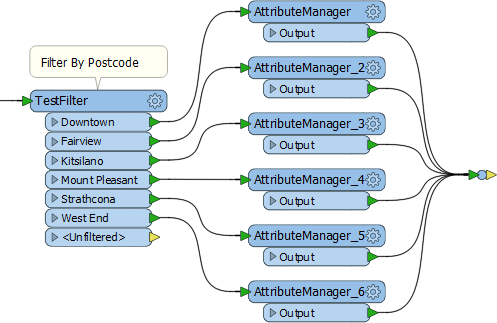 Filter By Postcode
TestFilter
Downtown
Fairview
Kitsilano
Mount Pleasant
Strathcona
West End
<Unfiltered>
AttributeManager
Output
AttributeManager_2
Output
AttributeManager_3
Output
AttributeManager_4
Output
AttributeManager_5
Output
AttributeManager_6
Output